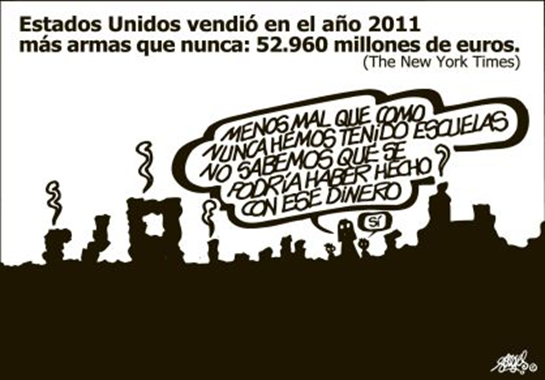 Estados Unidos vendió en el año 2011
más armas que nunca: 52.960 millones de euros.
(The New York Times)
MENOS MAL QUE COMO
NUNCA HEMOS TENIDO ESCUELAS
NO SABEMOS QUE SE
PODRÍA HABER HECHO
CON ESE DINERO ?
SÍ